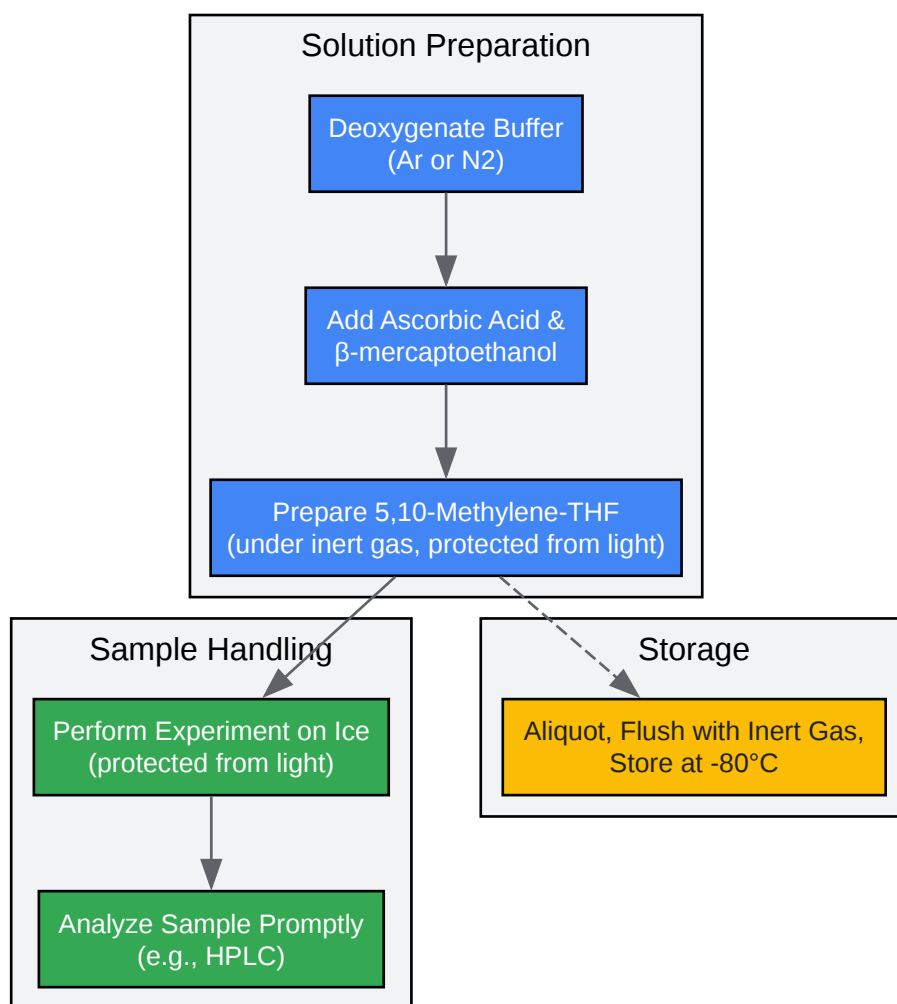 Solution Preparation
Deoxygenate Buffer
(Ar or N2)
Add Ascorbic Acid &
β-mercaptoethanol
Prepare 5,10-Methylene-THF
(under inert gas, protected from light)
Sample Handling
Perform Experiment on Ice
(protected from light)
Analyze Sample Promptly
(e.g., HPLC)
Storage
Aliquot, Flush with Inert Gas,
Store at -80°C